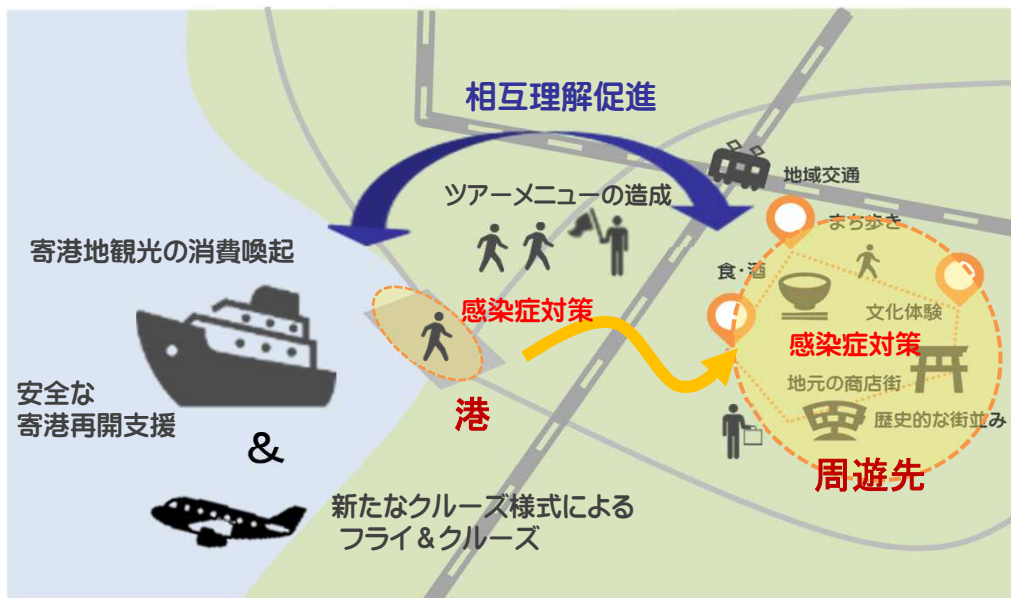 相互理解促進
地域交通
ツアーメニューの造成
まち歩き
寄港地観光の消費喚起
食・酒
感染症対策
文化体験
感染症対策
地元の商店街
安全な
寄港再開支援
港
歴史的な街並み
&
周遊先
新たなクルーズ様式による
フライ&クルーズ